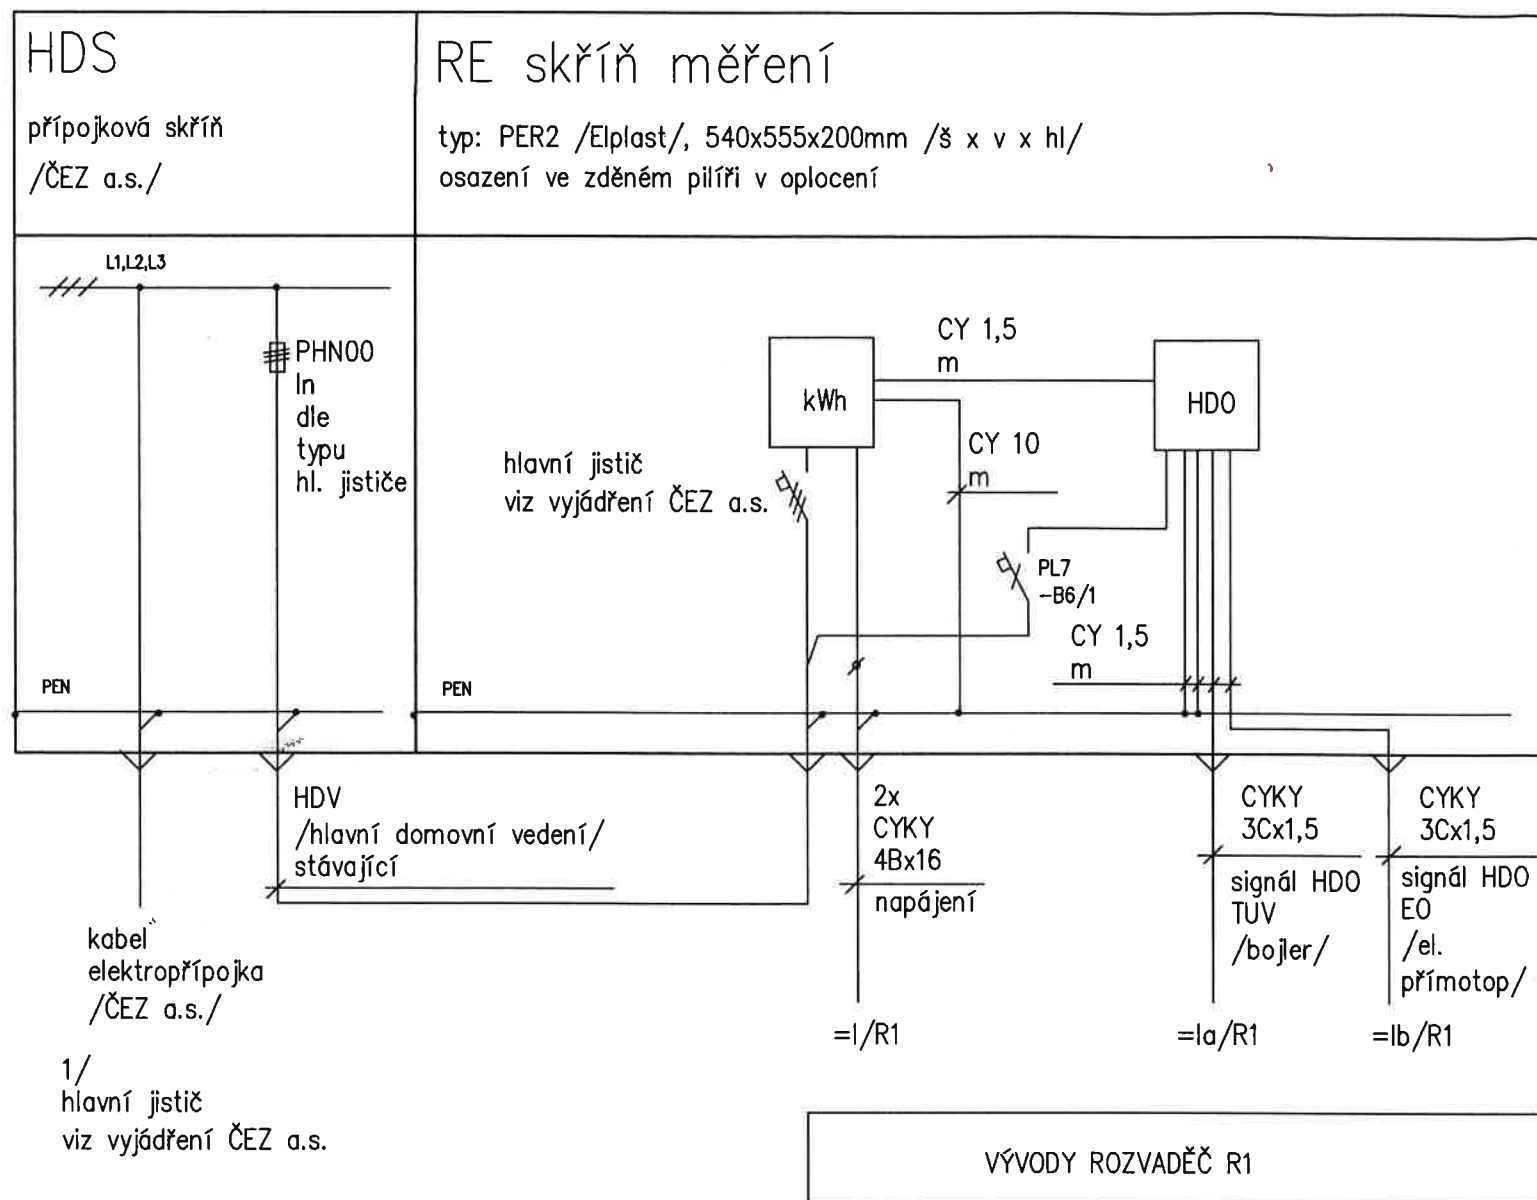 HDS
přípojková skříň
/ČEZ a.s./
RE skříň měření
typ: PER2 /Elplast/, 540x555x200mm /š x v x hl/
osazení ve zděném pilíři v oplocení
L1,L2,L3
PHN00
In
dle
typu
hl. jističe
PEN
hlavní jistič
viz vyjádření ČEZ a.s.
kWh
CY 1,5
m
HDO
CY 10
m
PL7
-B6/1
CY 1,5
m
PEN
HDV
/hlavní domovní vedení/
stávající
kabel
elektropřípojka
/ČEZ a.s./
1/
hlavní jistič
viz vyjádření ČEZ a.s.
2x
CYKY
4Bx16
napájení
=I/R1
CYKY
3Cx1,5
signál HDO
TUV
/bojler/
=Ia/R1
CYKY
3Cx1,5
signál HDO
EO
/el.
přímotop/
=Ib/R1
VÝVODY ROZVADĚČ R1